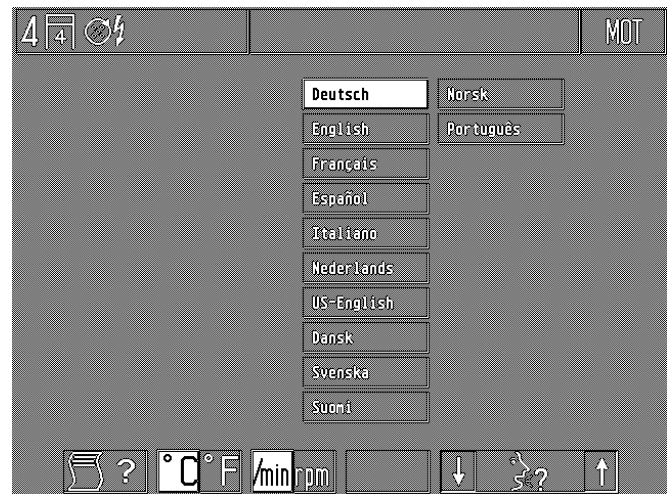 4 4 MOT
Deutsch Norsk
English Português
Français
Español
Italiano
Nederlands
US-English
Dansk
Svenska
Suomi
? °C °F /min rpm ↓ ? ↑